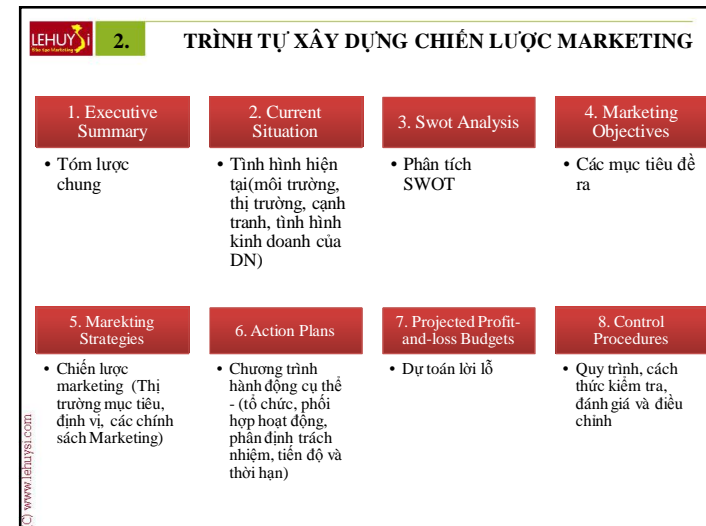 LEHUYSi
2.
TRÌNH TỰ XÂY DỰNG CHIẾN LƯỢC MARKETING
1. Executive
Summary
• Tóm lược
chung
2. Current
Situation
• Tình hình hiện
tại(môi trường,
thị trường, cạnh
tranh, tình hình
kinh doanh của
DN)
3. Swot Analysis
• Phân tích
SWOT
4. Marketing
Objectives
• Các mục tiêu đề
ra
5. Marekting
Strategies
• Chiến lược
marketing (Thị
trường mục tiêu,
định vị, các chính
sách Marketing)
6. Action Plans
• Chương trình
hành động cụ thể
- (tổ chức, phối
hợp hoạt động,
phân định trách
nhiệm, tiến độ và
thời hạn)
7. Projected Profit-
and-loss Budgets
• Dự toán lời lỗ
8. Control
Procedures
• Quy trình, cách
thức kiểm tra,
đánh giá và điều
chỉnh
(C) www.lehuysi.com